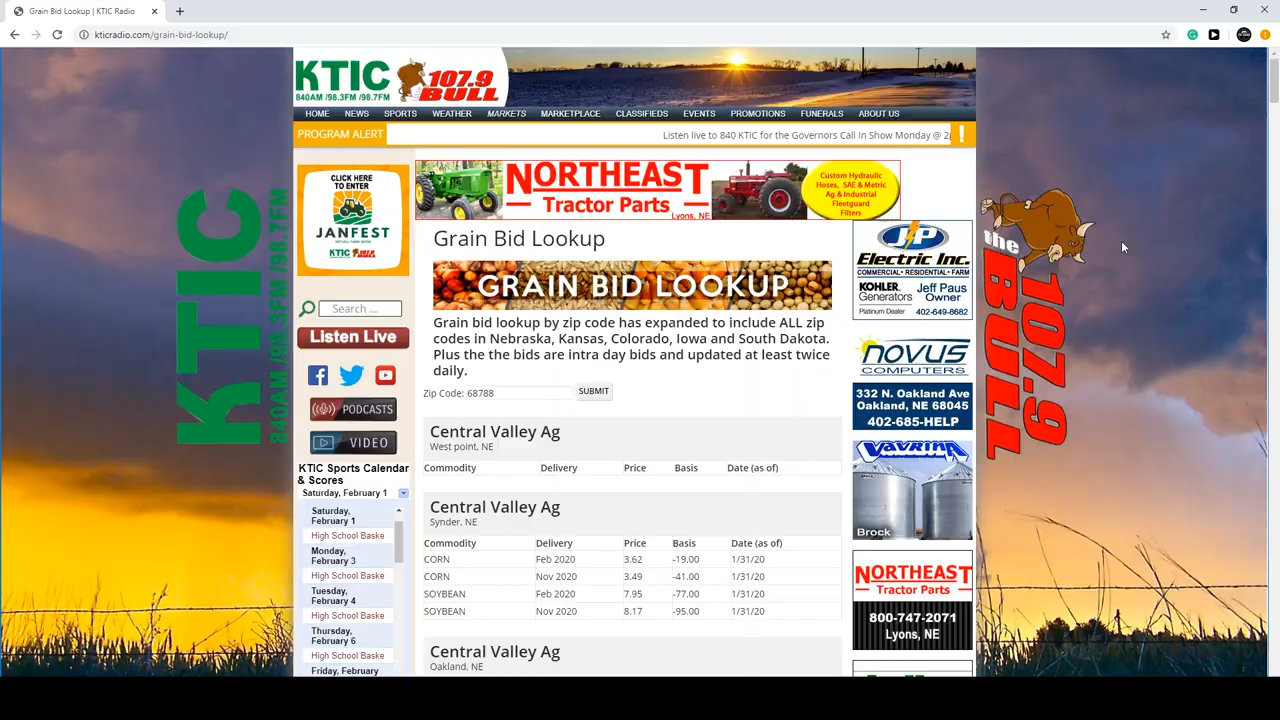 Grain Bid Lookup | KTIC Radio
kticradio.com/grain-bid-lookup/
KTIC
840AM /98.3FM /98.7FM
107.9
BULL
HOME NEWS SPORTS WEATHER MARKETS MARKETPLACE CLASSIFIEDS EVENTS PROMOTIONS FUNERALS ABOUT US
PROGRAM ALERT
Listen live to 840 KTIC for the Governors Call In Show Monday @ 2
!
CLICK HERE
TO ENTER
JANFEST
VIRTUAL FARM SHOW
KTIC 107.9 BULL
Search ...
Listen Live
PODCASTS
VIDEO
KTIC Sports Calendar
& Scores
Saturday, February 1
Saturday,
February 1
High School Baske
Monday,
February 3
High School Baske
Tuesday,
February 4
High School Baske
Thursday,
February 6
High School Baske
Friday, February
NORTHEAST
Tractor Parts
Lyons, NE
Custom Hydraulic
Hoses, SAE & Metric
Ag & Industrial
Fleetguard
Filters
Grain Bid Lookup
GRAIN BID LOOKUP
Grain bid lookup by zip code has expanded to include ALL zip
codes in Nebraska, Kansas, Colorado, Iowa and South Dakota.
Plus the the bids are intra day bids and updated at least twice
daily.
Zip Code: 68788 SUBMIT
Central Valley Ag
West point, NE
Commodity Delivery Price Basis Date (as of)
Central Valley Ag
Synder, NE
Commodity Delivery Price Basis Date (as of)
CORN Feb 2020 3.62 -19.00 1/31/20
CORN Nov 2020 3.49 -41.00 1/31/20
SOYBEAN Feb 2020 7.95 -77.00 1/31/20
SOYBEAN Nov 2020 8.17 -95.00 1/31/20
Central Valley Ag
Oakland, NE
JP
Electric Inc.
COMMERCIAL • RESIDENTIAL • FARM
KOHLER
Generators
Jeff Paus
Owner
Platinum Dealer 402-649-8682
NOVUS
COMPUTERS
332 N. Oakland Ave
Oakland, NE 68045
402-685-HELP
VAVRINA
Brock
NORTHEAST
Tractor Parts
800-747-2071
Lyons, NE
KTIC
840AM /98.3FM /98.7FM
the
BULL
107.9